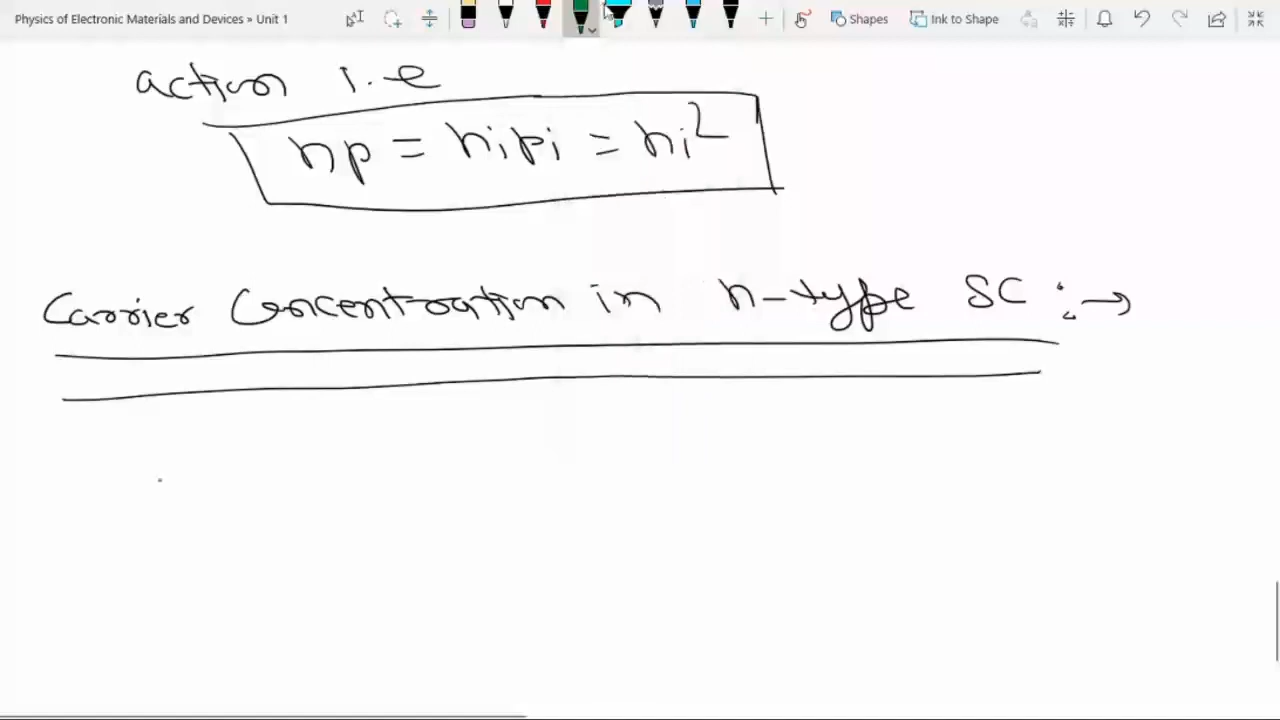 Physics of Electronic Materials and Devices » Unit 1
Shapes
Ink to Shape
action i.e
np = nipi = ni²
Carrier Concentration in n-type SC :→